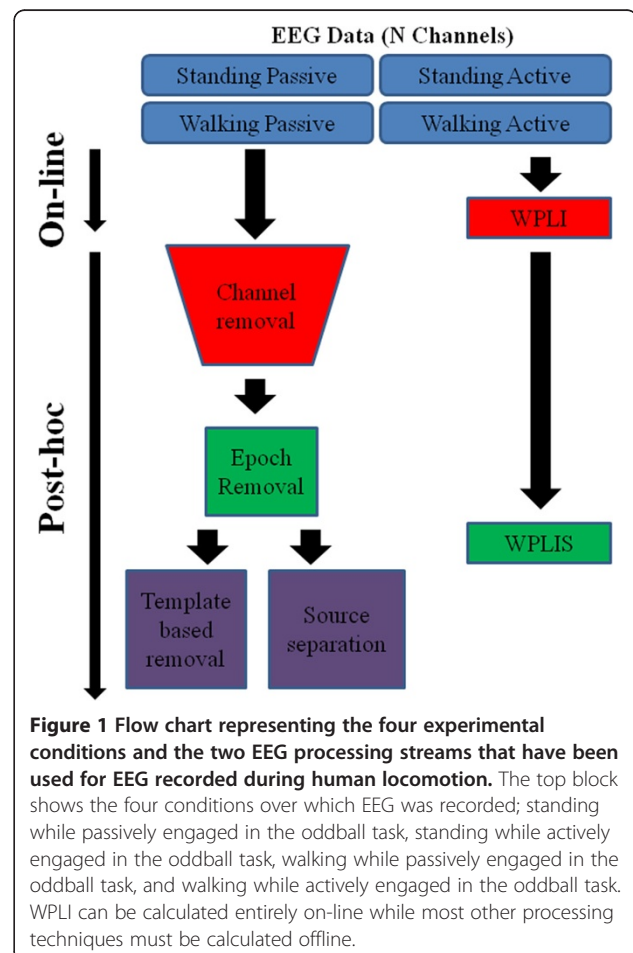 EEG Data (N Channels)
Standing Passive
Standing Active
Walking Passive
Walking Active
On-line
WPLI
Channel
removal
Post-hoc
Epoch
Removal
WPLIS
Template
based
removal
Source
separation
Figure 1 Flow chart representing the four experimental
conditions and the two EEG processing streams that have been
used for EEG recorded during human locomotion. The top block
shows the four conditions over which EEG was recorded; standing
while passively engaged in the oddball task, standing while actively
engaged in the oddball task, walking while passively engaged in the
oddball task, and walking while actively engaged in the oddball task.
WPLI can be calculated entirely on-line while most other processing
techniques must be calculated offline.